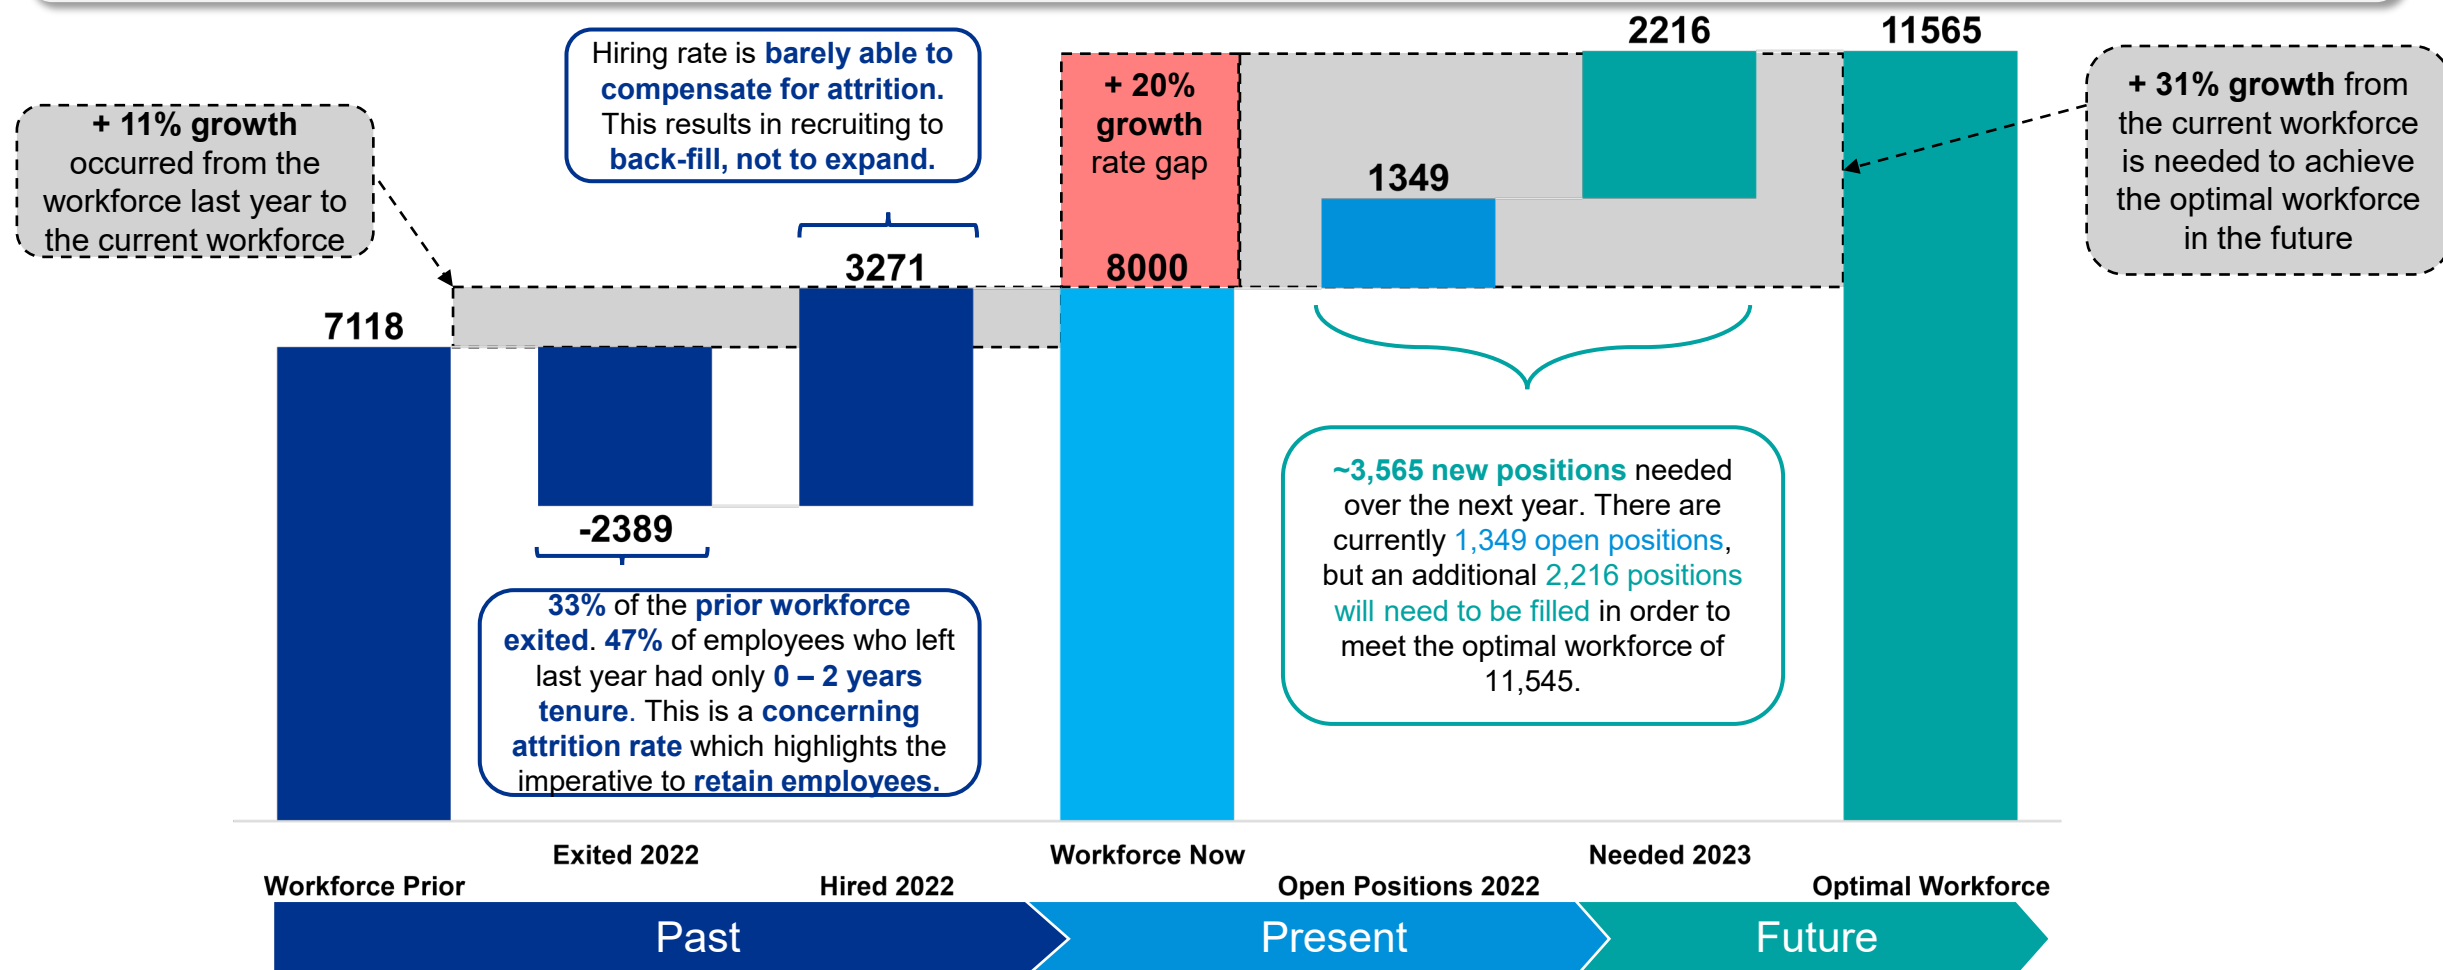 + 11% growth
occurred from the
workforce last year to
the current workforce
Hiring rate is barely able to
compensate for attrition.
This results in recruiting to
back-fill, not to expand.
+ 20%
growth
rate gap
+ 31% growth from
the current workforce
is needed to achieve
the optimal workforce
in the future
7118
-2389
3271
8000
1349
2216
11565
33% of the prior workforce
exited. 47% of employees who left
last year had only 0 – 2 years
tenure. This is a concerning
attrition rate which highlights the
imperative to retain employees.
~3,565 new positions needed
over the next year. There are
currently 1,349 open positions,
but an additional 2,216 positions
will need to be filled in order to
meet the optimal workforce of
11,545.
Workforce Prior
Exited 2022
Hired 2022
Workforce Now
Open Positions 2022
Needed 2023
Optimal Workforce
Past
Present
Future